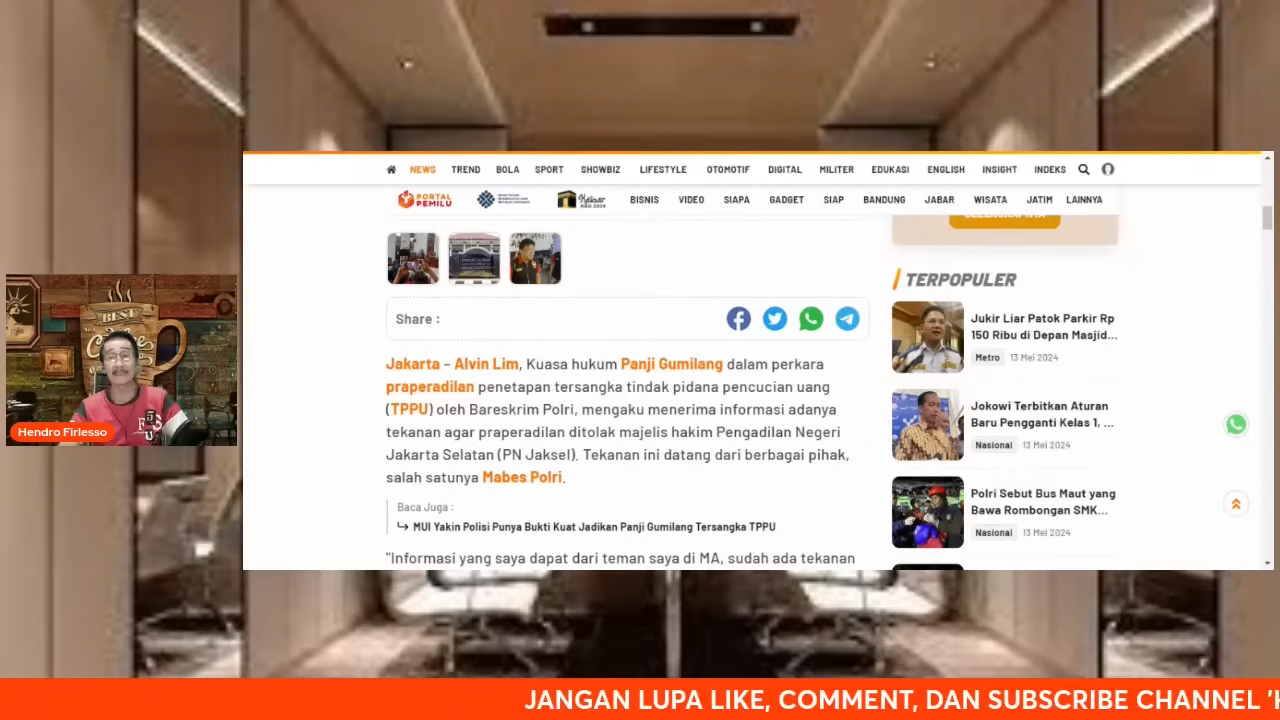 NEWS TREND BOLA SPORT SHOWBIZ LIFESTYLE OTOMOTIF DIGITAL MILITER EDUKASI ENGLISH INSIGHT INDEKS
PORTAL PEMILU BISNIS VIDEO SIAPA GADGET SIAP BANDUNG JABAR WISATA JATIM LAINNYA
Share :
Jakarta – Alvin Lim, Kuasa hukum Panji Gumilang dalam perkara
praperadilan penetapan tersangka tindak pidana pencucian uang
(TPPU) oleh Bareskrim Polri, mengaku menerima informasi adanya
tekanan agar praperadilan ditolak majelis hakim Pengadilan Negeri
Jakarta Selatan (PN Jaksel). Tekanan ini datang dari berbagai pihak,
salah satunya Mabes Polri.
Baca Juga :
MUI Yakin Polisi Punya Bukti Kuat Jadikan Panji Gumilang Tersangka TPPU
"Informasi yang saya dapat dari teman saya di MA, sudah ada tekanan
TERPOPULER
Jukir Liar Patok Parkir Rp
150 Ribu di Depan Masjid...
Metro 13 Mei 2024
Jokowi Terbitkan Aturan
Baru Pengganti Kelas 1, ...
Nasional 13 Mei 2024
Polri Sebut Bus Maut yang
Bawa Rombongan SMK...
Nasional 13 Mei 2024
BEST
Hendro Firlesso
JANGAN LUPA LIKE, COMMENT, DAN SUBSCRIBE CHANNEL '